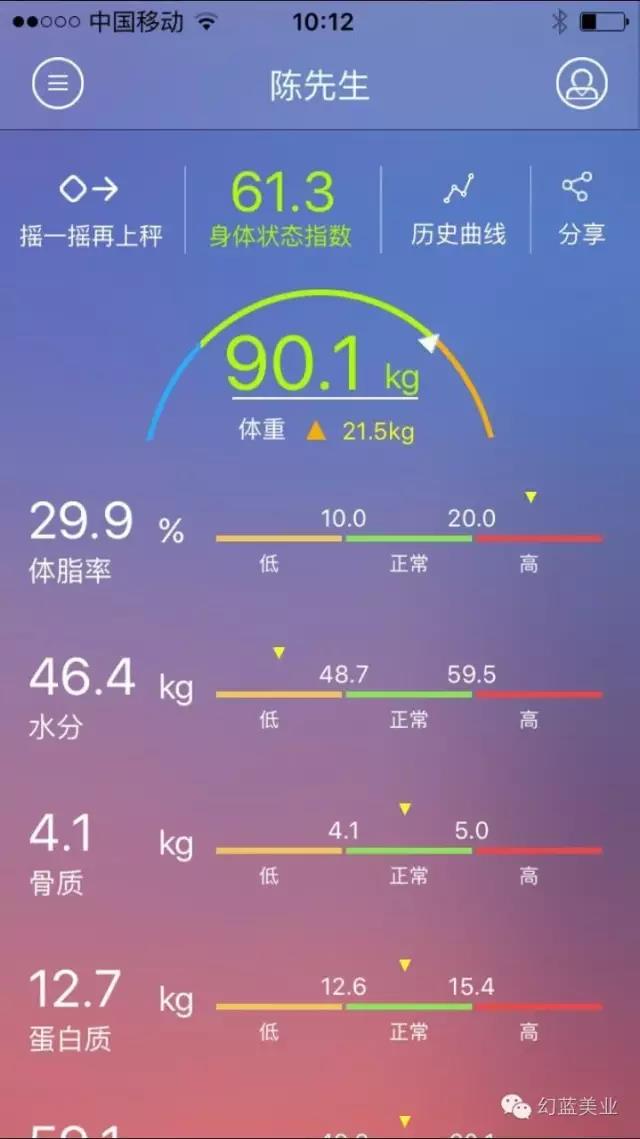 中国移动 10:12
陈先生
摇一摇再上秤
61.3
身体状态指数
历史曲线
分享
90.1 kg
体重 21.5kg
29.9 %
体脂率
10.0 20.0
低 正常 高
46.4 kg
水分
48.7 59.5
低 正常 高
4.1 kg
骨质
4.1 5.0
低 正常 高
12.7 kg
蛋白质
12.6 15.4
低 正常 高
幻蓝美业